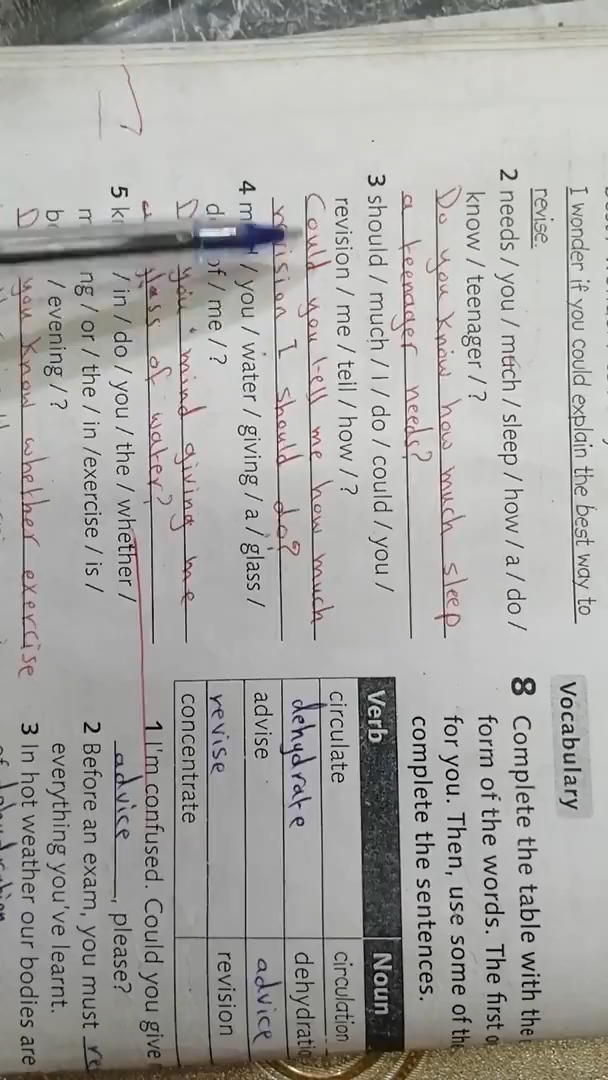 I wonder if you could explain the best way to
revise.
2 needs / you / much / sleep / how / a / do /
know / teenager / ?
Do you know how much sleep
a teenager needs?
3 should / much / I / do / could / you /
revision / me / tell / how / ?
Could you tell me how much
revision I should do?
4 / you / water / giving / a / glass /
of / me / ?
you mind giving me
glass of water?
5 / in / do / you / the / whether /
ng / or / the / in /exercise / is /
/ evening / ?
D you know whether exercise
Vocabulary
8 Complete the table with the
form of the words. The first
for you. Then, use some of the
complete the sentences.
Verb Noun
circulate circulation
dehydrate dehydratio
advise advice
revise revision
concentrate
1 I'm confused. Could you give
advice, please?
2 Before an exam, you must re
everything you've learnt.
3 In hot weather our bodies are